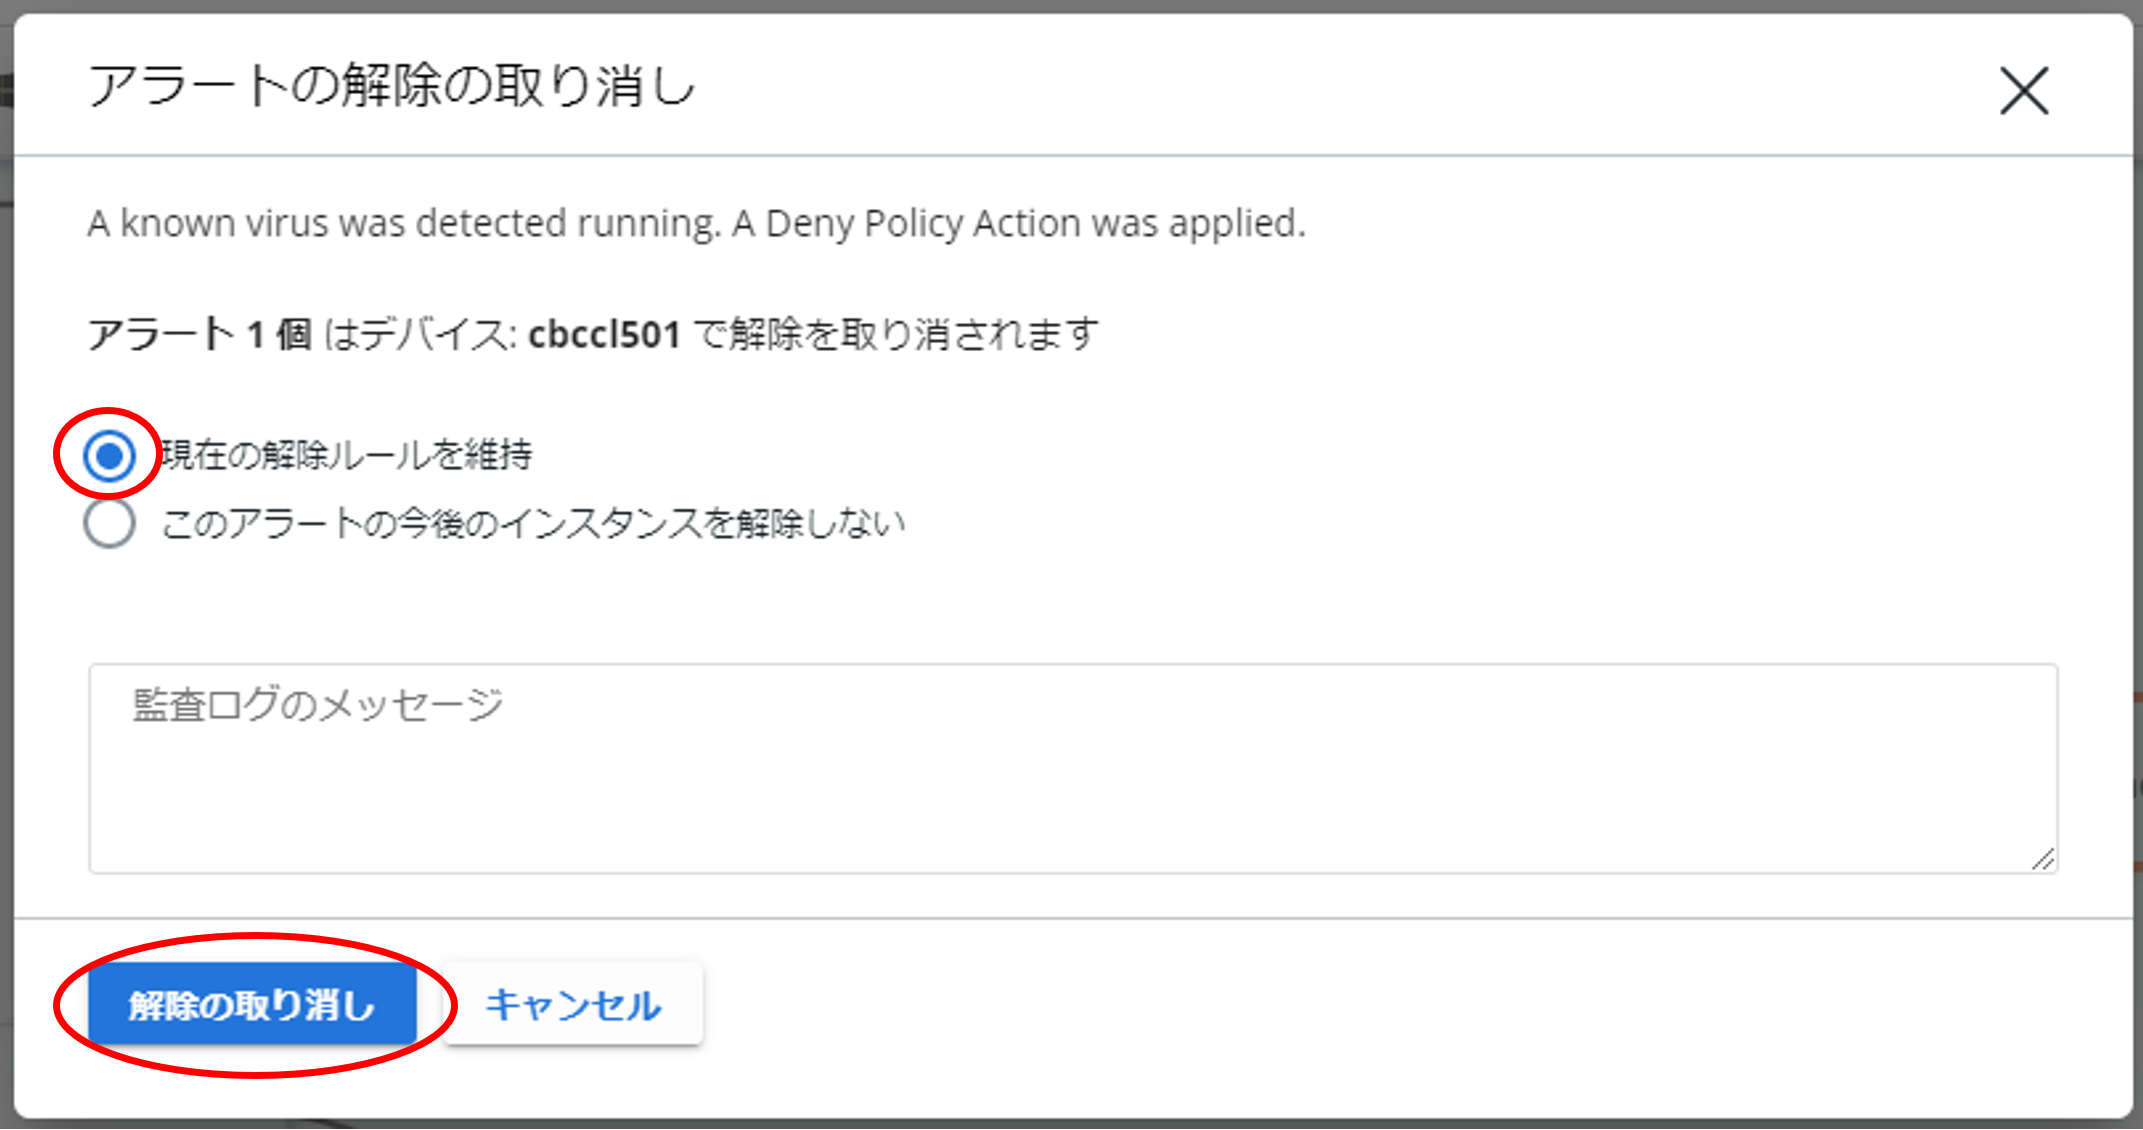 アラートの解除の取り消し
A known virus was detected running. A Deny Policy Action was applied.
アラート 1 個 はデバイス: cbccl501 で解除を取り消されます
現在の解除ルールを維持
このアラートの今後のインスタンスを解除しない
監査ログのメッセージ
解除の取り消し キャンセル